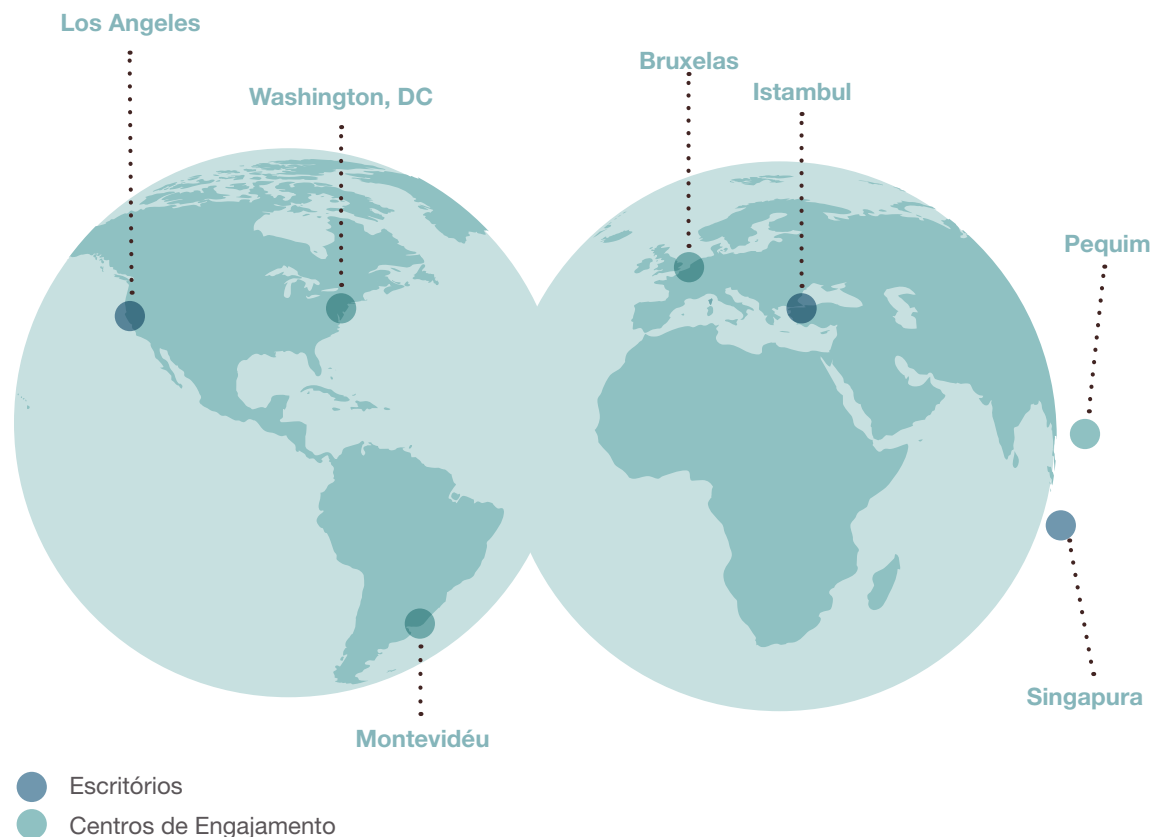 Los Angeles
Washington, DC
Bruxelas
Istambul
Pequim
Singapura
Montevidéu
Escritórios
Centros de Engajamento